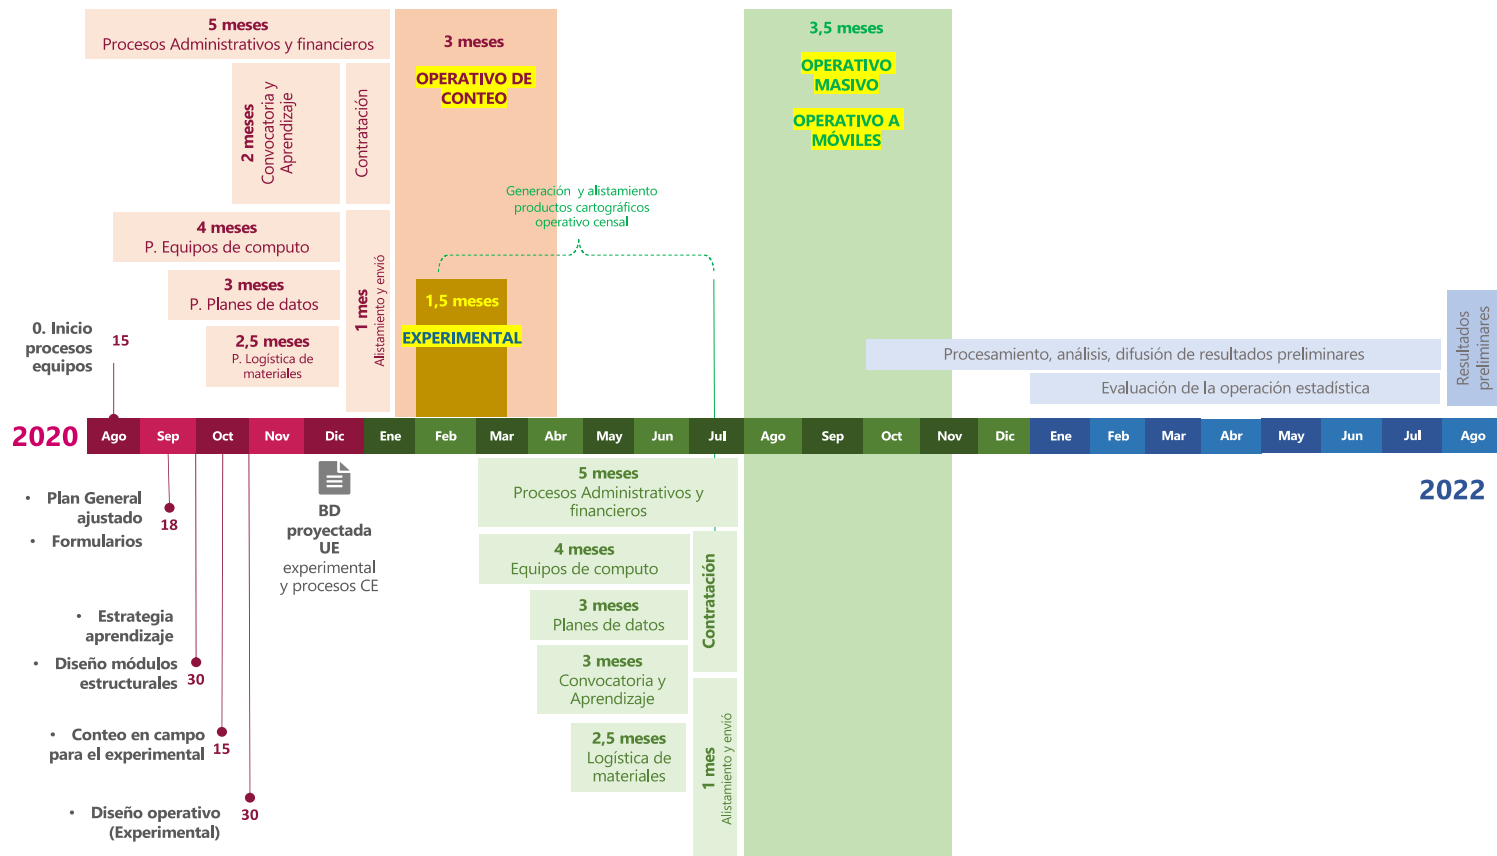 5 meses
Procesos Administrativos y financieros
2 meses
Convocatoria y
Aprendizaje
Contratación
4 meses
P. Equipos de computo
3 meses
P. Planes de datos
2,5 meses
P. Logística de
materiales
1 mes
Alistamiento y envió
3 meses
OPERATIVO DE
CONTEO
1,5 meses
EXPERIMENTAL
Generación y alistamiento
productos cartográficos
operativo censal
3,5 meses
OPERATIVO
MASIVO
OPERATIVO A
MÓVILES
Procesamiento, análisis, difusión de resultados preliminares
Evaluación de la operación estadística
Resultados
preliminares
0. Inicio
procesos
equipos
15
2020 Ago Sep Oct Nov Dic Ene Feb Mar Abr May Jun Jul Ago Sep Oct Nov Dic Ene Feb Mar Abr May Jun Jul Ago
2022
• Plan General
ajustado
18
• Formularios
BD
proyectada
UE
experimental
y procesos CE
• Estrategia
aprendizaje
• Diseño módulos
estructurales
30
• Conteo en campo
para el experimental
15
• Diseño operativo
(Experimental)
30
5 meses
Procesos Administrativos y
financieros
4 meses
Equipos de computo
3 meses
Planes de datos
3 meses
Convocatoria y
Aprendizaje
2,5 meses
Logística de
materiales
Contratación
1 mes
Alistamiento y envió